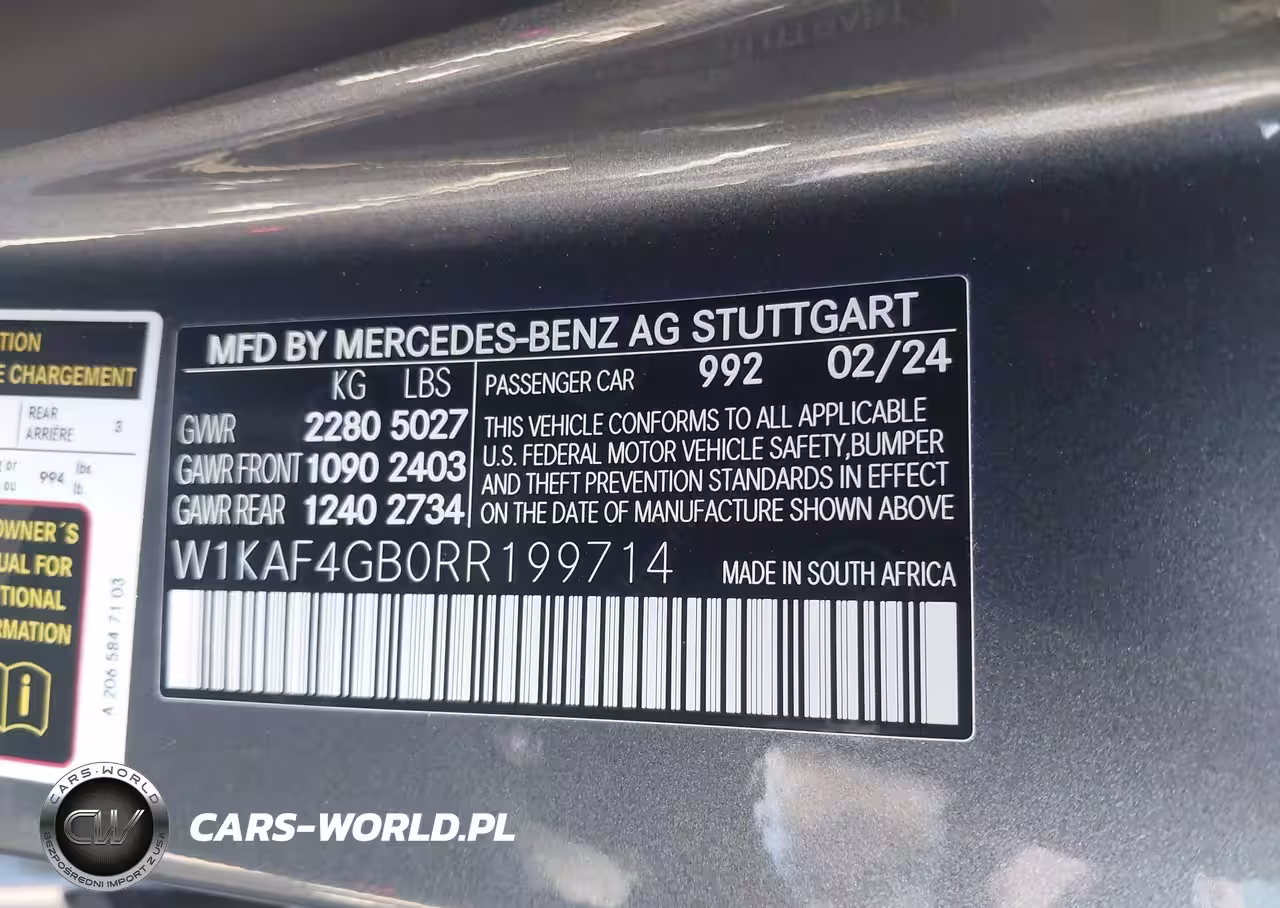 TION
E CHARGEMENT
REAR
ARRIÈRE 3
994 lbs
OWNER´S
UAL FOR
TIONAL
RMATION
A 206 584 71 03
MFD BY MERCEDES-BENZ AG STUTTGART
KG LBS
GVWR 2280 5027
GAWR FRONT 1090 2403
GAWR REAR 1240 2734
PASSENGER CAR 992 02/24
THIS VEHICLE CONFORMS TO ALL APPLICABLE
U.S. FEDERAL MOTOR VEHICLE SAFETY,BUMPER
AND THEFT PREVENTION STANDARDS IN EFFECT
ON THE DATE OF MANUFACTURE SHOWN ABOVE
W1KAF4GB0RR199714 MADE IN SOUTH AFRICA
CARS-WORLD
CW
BEZPOŚREDNI IMPORT Z USA
CARS-WORLD.PL